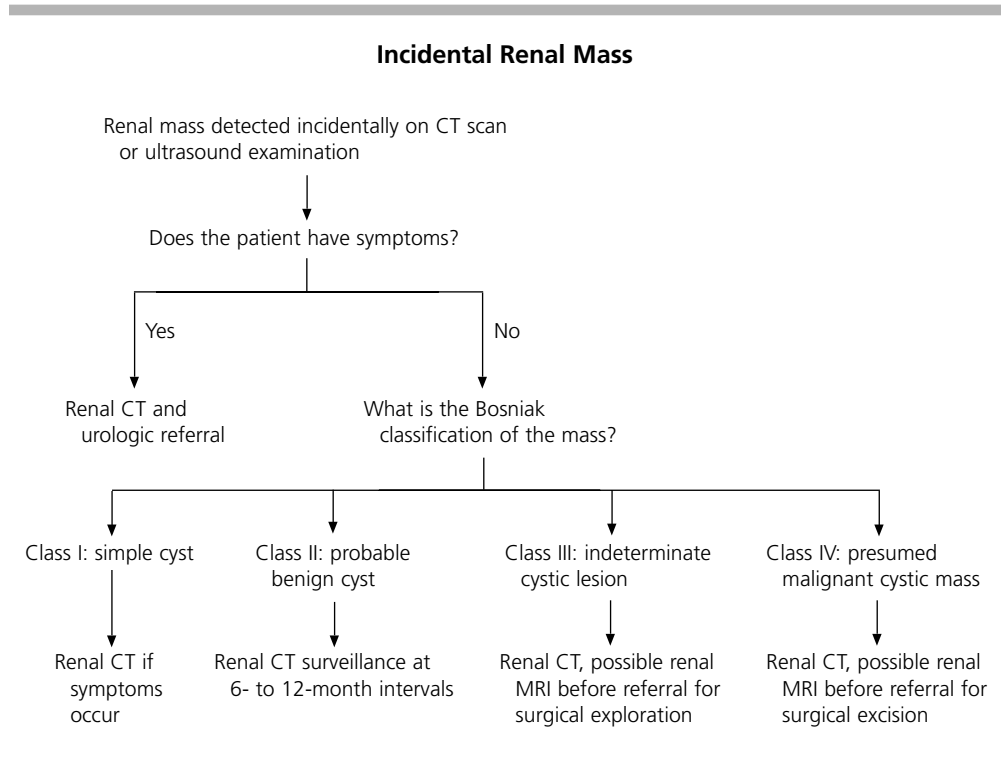 Incidental Renal Mass
Renal mass detected incidentally on CT scan
or ultrasound examination
Does the patient have symptoms?
Yes
No
Renal CT and
urologic referral
What is the Bosniak
classification of the mass?
Class I: simple cyst
Class II: probable
benign cyst
Class III: indeterminate
cystic lesion
Class IV: presumed
malignant cystic mass
Renal CT if
symptoms
occur
Renal CT surveillance at
6- to 12-month intervals
Renal CT, possible renal
MRI before referral for
surgical exploration
Renal CT, possible renal
MRI before referral for
surgical excision